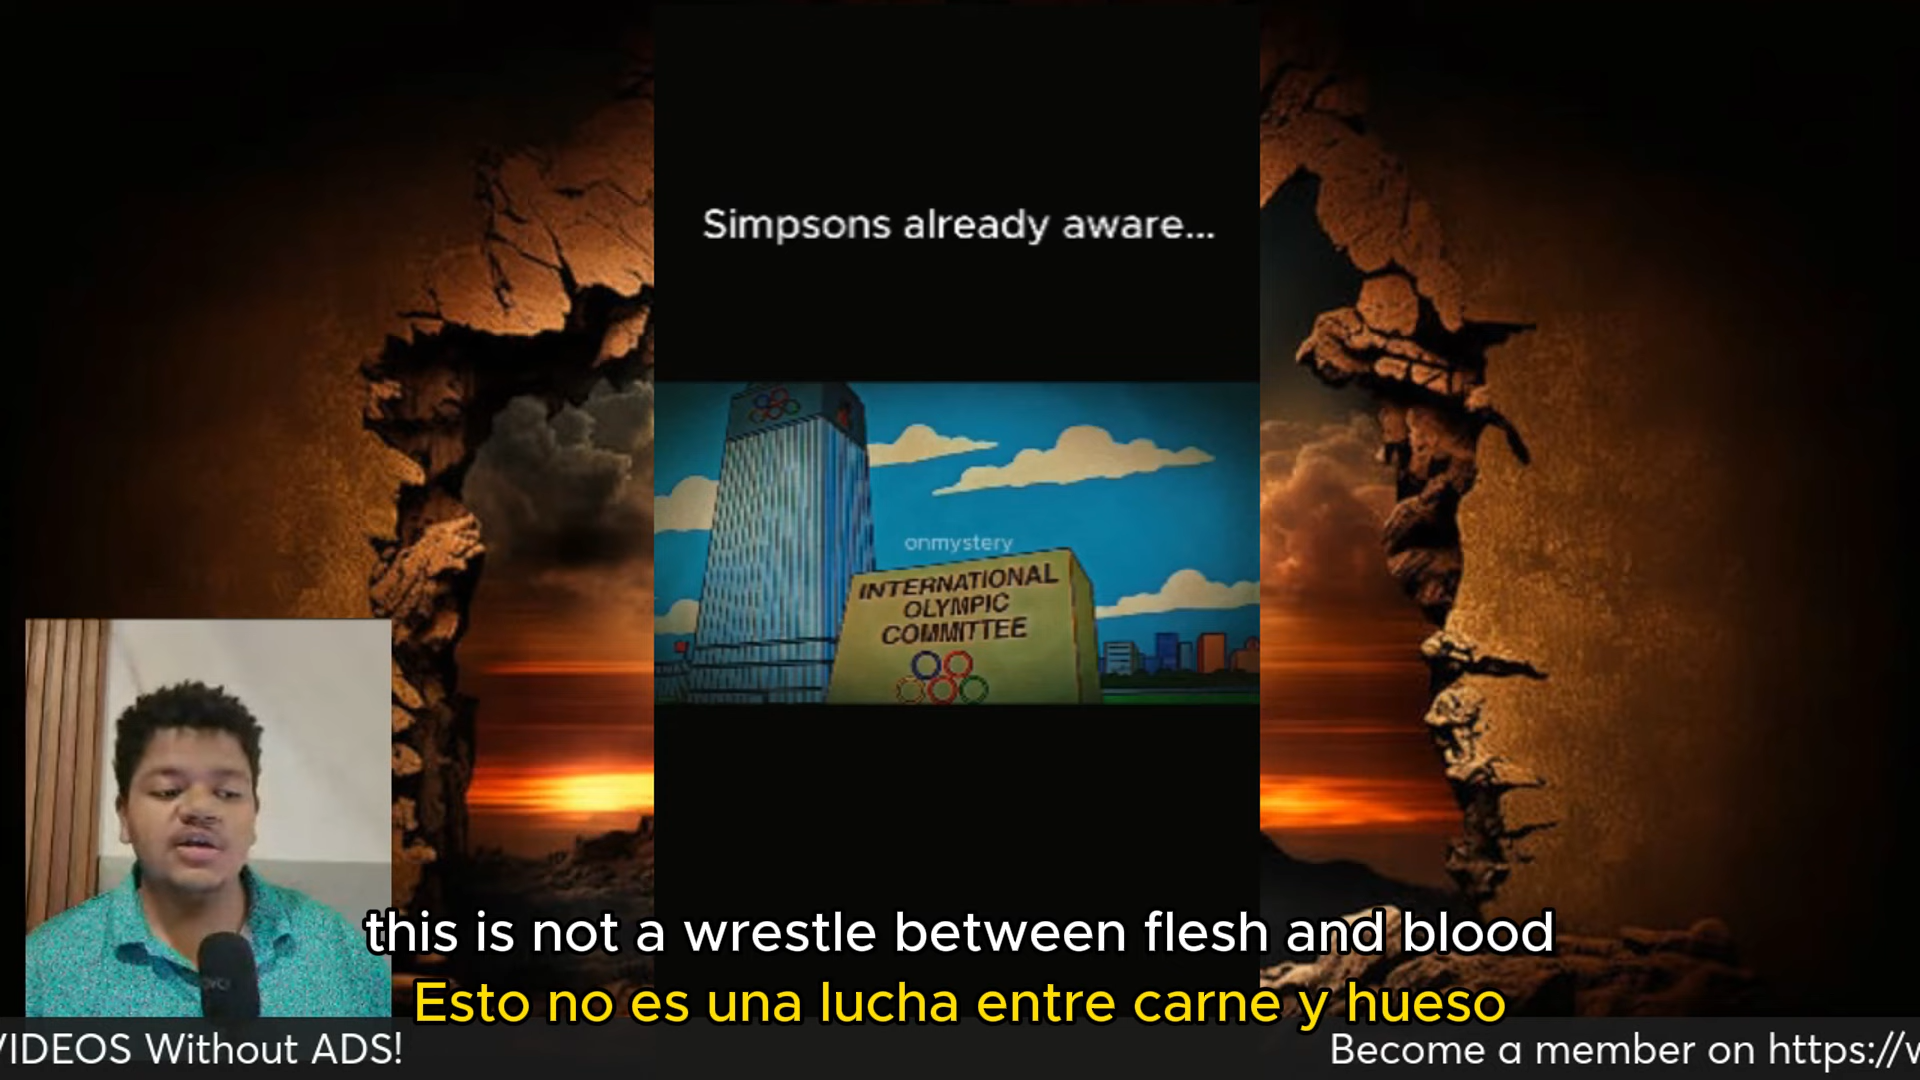 Simpsons already aware...
onmystery
INTERNATIONAL
OLYMPIC
COMMITTEE
this is not a wrestle between flesh and blood
Esto no es una lucha entre carne y hueso
VIDEOS Without ADS!
Become a member on https://w